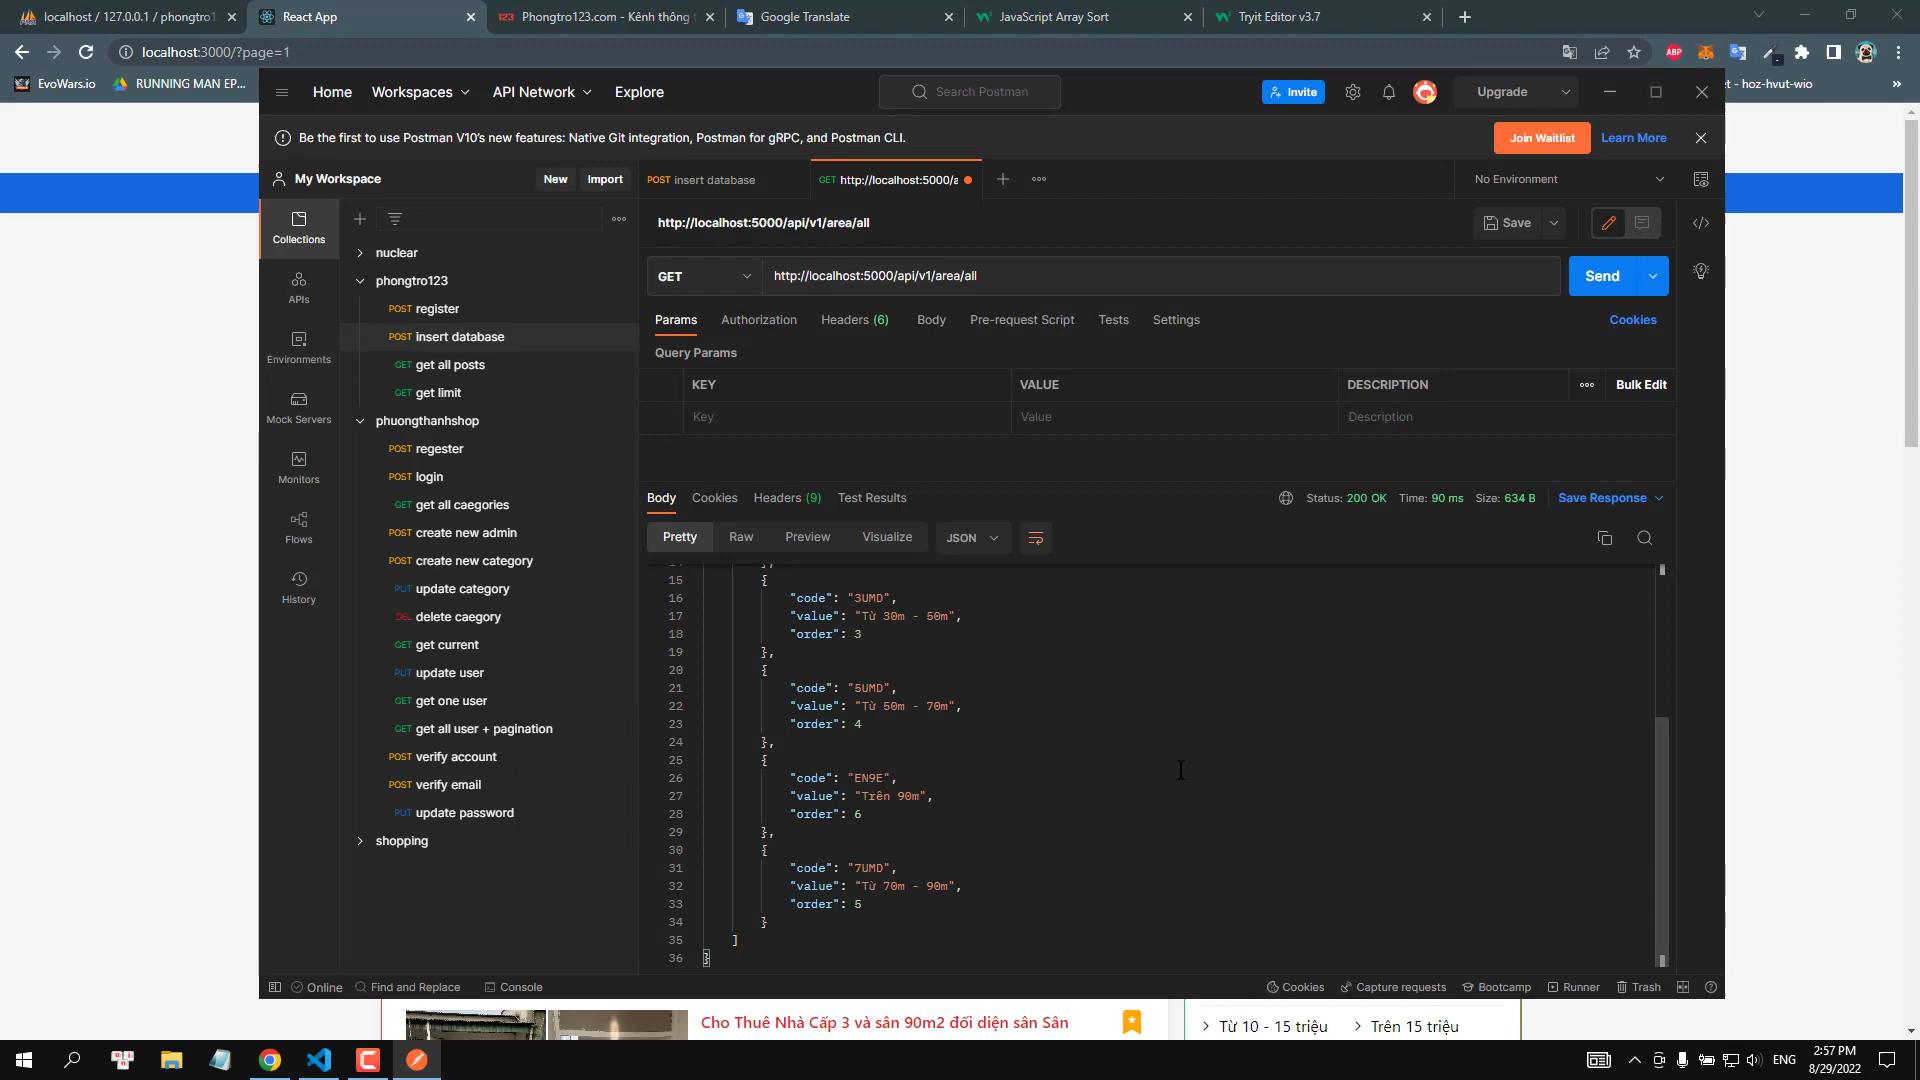 localhost / 127.0.0.1 / phongtro1
React App
Phongtro123.com - Kênh thông t
Google Translate
JavaScript Array Sort
Tryit Editor v3.7
localhost:3000/?page=1
EvoWars.io
RUNNING MAN EP...
et - hoz-hvut-wio
Home
Workspaces
API Network
Explore
Search Postman
Invite
Upgrade
Be the first to use Postman V10's new features: Native Git integration, Postman for gRPC, and Postman CLI.
Join Waitlist
Learn More
My Workspace
New
Import
POST insert database
GET http://localhost:5000/a
No Environment
Collections
APIs
Environments
Mock Servers
Monitors
Flows
History
nuclear
phongtro123
POST register
POST insert database
GET get all posts
GET get limit
phuongthanhshop
POST regester
POST login
GET get all caegories
POST create new admin
POST create new category
PUT update category
DEL delete caegory
GET get current
PUT update user
GET get one user
GET get all user + pagination
POST verify account
POST verify email
PUT update password
shopping
http://localhost:5000/api/v1/area/all
Save
GET
http://localhost:5000/api/v1/area/all
Send
Params
Authorization
Headers (6)
Body
Pre-request Script
Tests
Settings
Cookies
Query Params
KEY
VALUE
DESCRIPTION
Bulk Edit
Key
Value
Description
Body
Cookies
Headers (9)
Test Results
Status: 200 OK
Time: 90 ms
Size: 634 B
Save Response
Pretty
Raw
Preview
Visualize
JSON
15 {
16 "code": "3UMD",
17 "value": "Từ 30m - 50m",
18 "order": 3
19 },
20 {
21 "code": "5UMD",
22 "value": "Từ 50m - 70m",
23 "order": 4
24 },
25 {
26 "code": "EN9E",
27 "value": "Trên 90m",
28 "order": 6
29 },
30 {
31 "code": "7UMD",
32 "value": "Từ 70m - 90m",
33 "order": 5
34 }
35 ]
36 }
Online
Find and Replace
Console
Cookies
Capture requests
Bootcamp
Runner
Trash
Cho Thuê Nhà Cấp 3 và sân 90m2 đối diện sân Sân
Từ 10 - 15 triệu
Trên 15 triệu
ENG
2:57 PM
8/29/2022